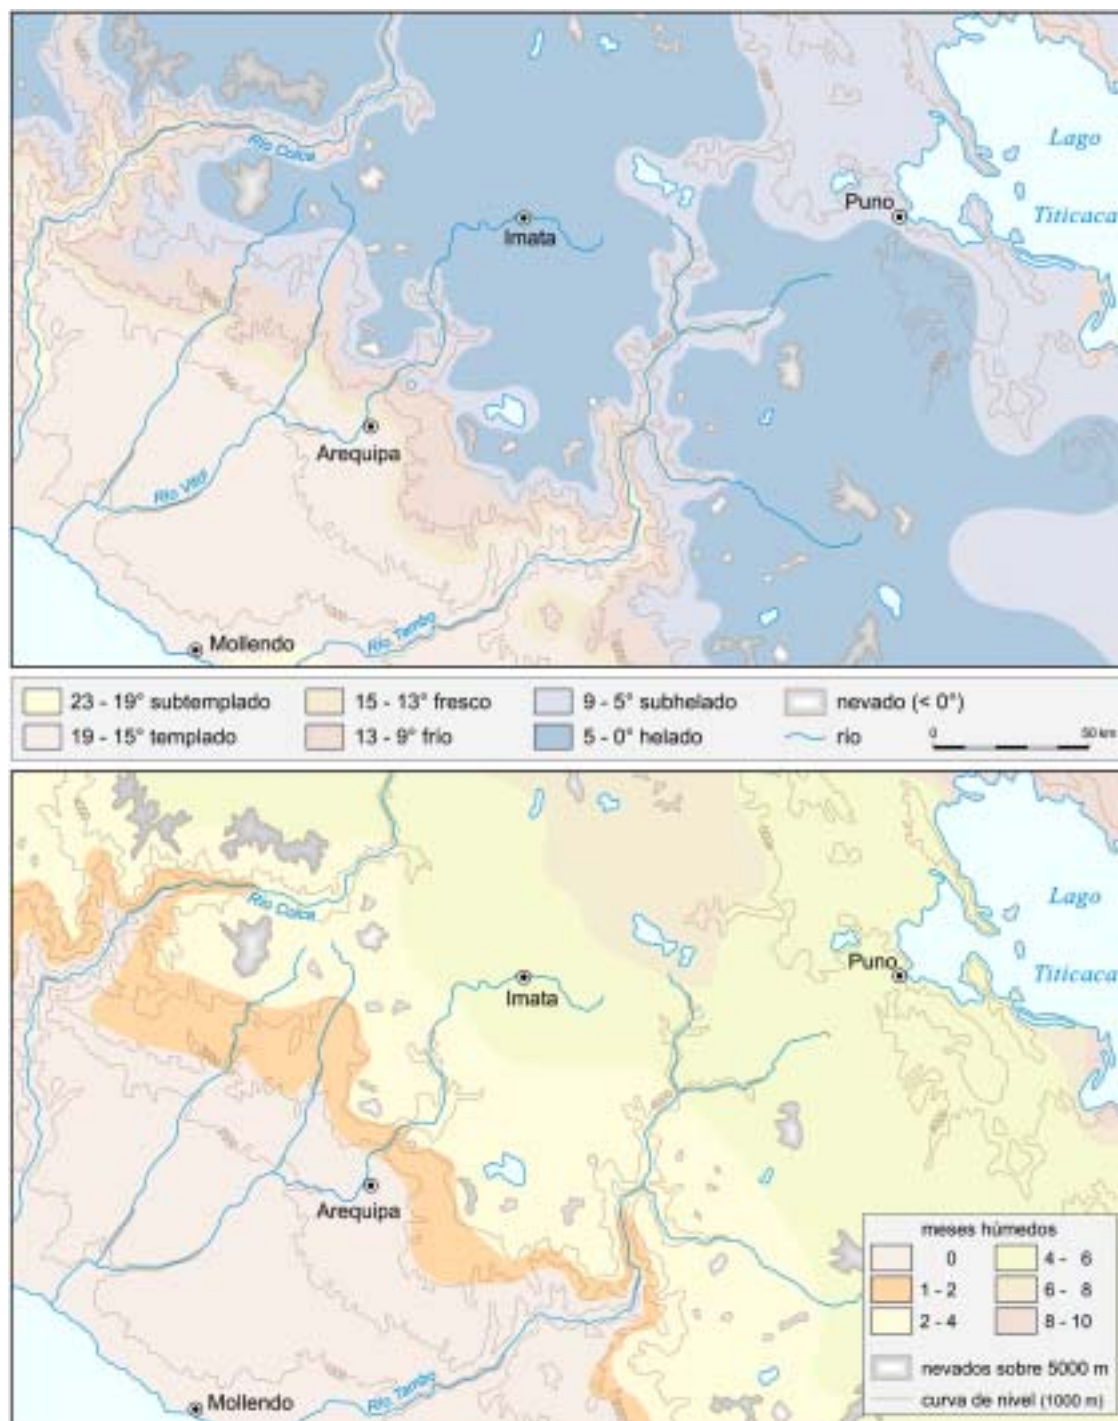 Lago
Titicaca
Río Colca
Puno
Imata
Arequipa
Río Vitor
Río Tambo
Mollendo
23 - 19° subtemplado
15 - 13° fresco
9 - 5° subhelado
nevado (< 0°)
19 - 15° templado
13 - 9° frío
5 - 0° helado
río
0
50 km
Lago
Río Colca
Puno
Titicaca
Imata
Arequipa
meses húmedos
0
4 - 6
1 - 2
6 - 8
2 - 4
8 - 10
nevados sobre 5000 m
curva de nivel (1000 m)
Río Tambo
Mollendo